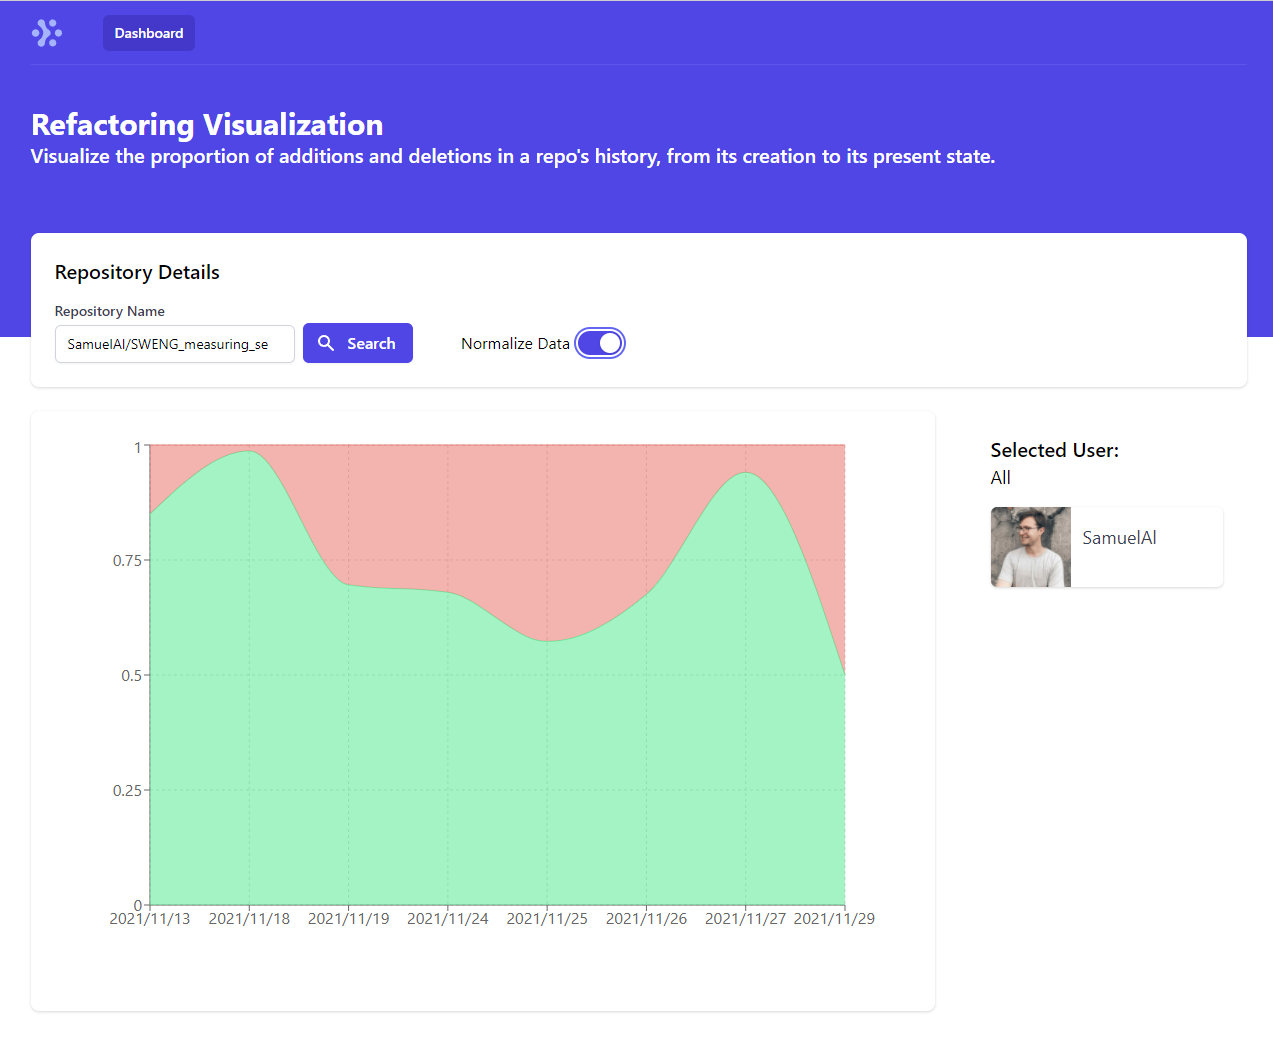 Dashboard
Refactoring Visualization
Visualize the proportion of additions and deletions in a repo's history, from its creation to its present state.
Repository Details
Repository Name
SamuelAl/SWENG_measuring_se
Search
Normalize Data
1
0.75
0.5
0.25
0
2021/11/13 2021/11/18 2021/11/19 2021/11/24 2021/11/25 2021/11/26 2021/11/27 2021/11/29
Selected User:
All
SamuelAl